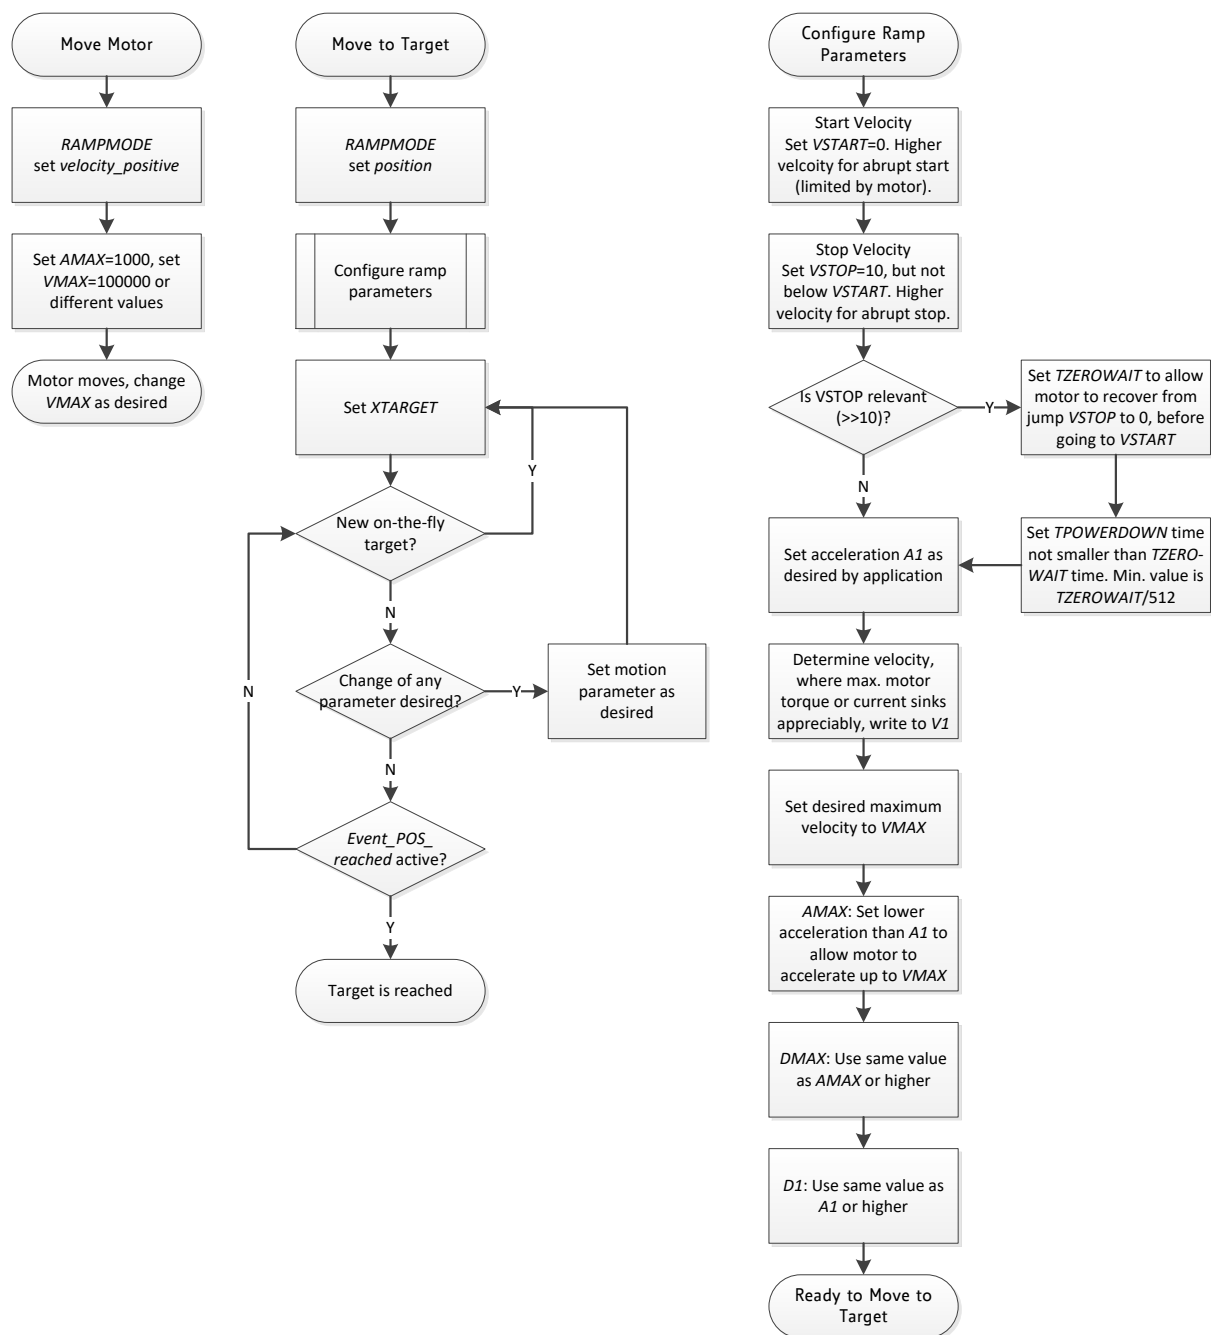 Move Motor
RAMPMODE
set velocity_positive
Set AMAX=1000, set
VMAX=100000 or
different values
Motor moves, change
VMAX as desired
Move to Target
RAMPMODE
set position
Configure ramp
parameters
Set XTARGET
Y
New on-the-fly
target?
N
N
Change of any
parameter desired?
Y
Set motion
parameter as
desired
N
Event_POS_
reached active?
Y
Target is reached
Configure Ramp
Parameters
Start Velocity
Set VSTART=0. Higher
velcoity for abrupt start
(limited by motor).
Stop Velocity
Set VSTOP=10, but not
below VSTART. Higher
velocity for abrupt stop.
Is VSTOP relevant
(>>10)?
Y
Set TZEROWAIT to allow
motor to recover from
jump VSTOP to 0, before
going to VSTART
N
Set TPOWERDOWN time
not smaller than TZERO-
WAIT time. Min. value is
TZEROWAIT/512
Set acceleration A1 as
desired by application
Determine velocity,
where max. motor
torque or current sinks
appreciably, write to V1
Set desired maximum
velocity to VMAX
AMAX: Set lower
acceleration than A1 to
allow motor to
accelerate up to VMAX
DMAX: Use same value
as AMAX or higher
D1: Use same value as
A1 or higher
Ready to Move to
Target